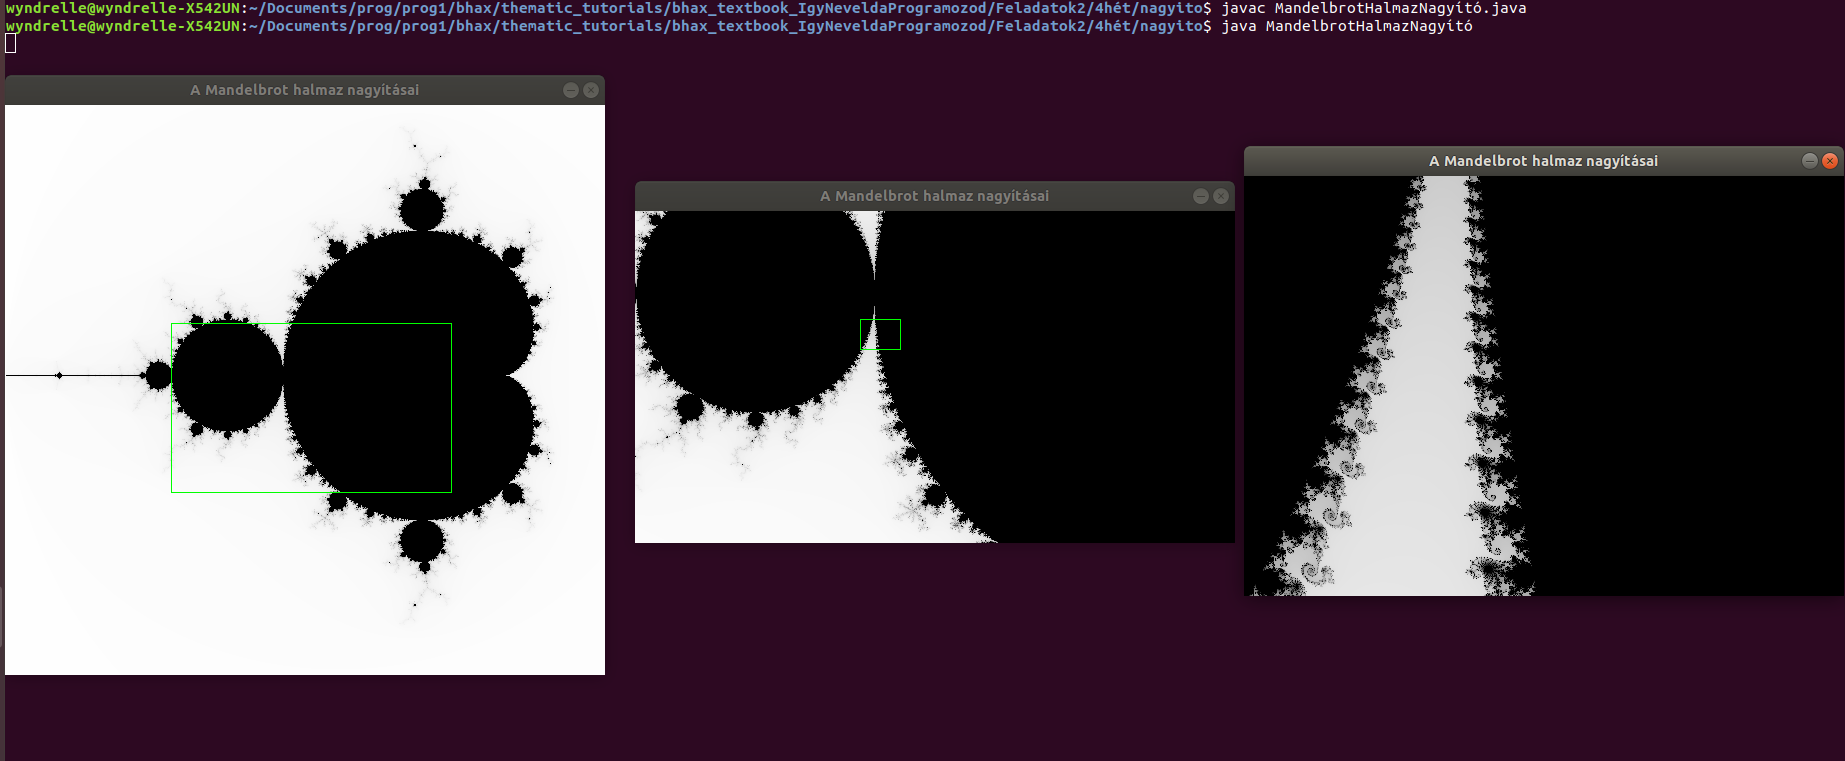 wyndrelle@wyndrelle-X542UN:~/Documents/prog/prog1/bhax/thematic_tutorials/bhax_textbook_IgyNeveldaProgramozod/Feladatok2/4hét/nagyito$ javac MandelbrotHalmazNagyító.java
wyndrelle@wyndrelle-X542UN:~/Documents/prog/prog1/bhax/thematic_tutorials/bhax_textbook_IgyNeveldaProgramozod/Feladatok2/4hét/nagyito$ java MandelbrotHalmazNagyító
A Mandelbrot halmaz nagyításai
A Mandelbrot halmaz nagyításai
A Mandelbrot halmaz nagyításai